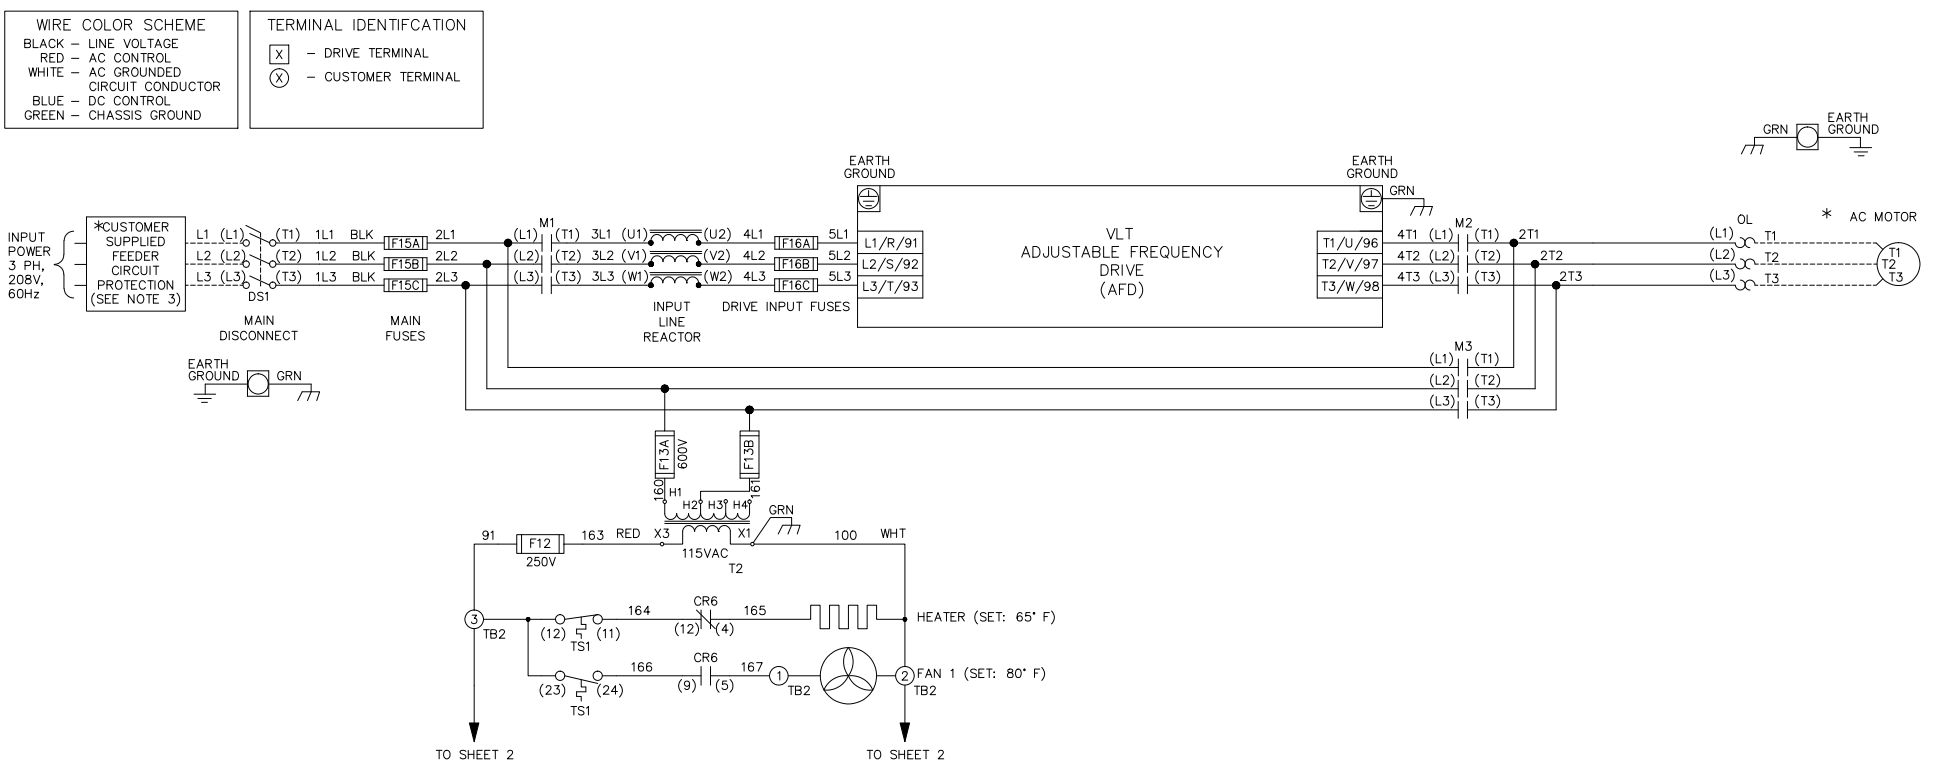 WIRE COLOR SCHEME
BLACK – LINE VOLTAGE
RED – AC CONTROL
WHITE – AC GROUNDED
CIRCUIT CONDUCTOR
BLUE – DC CONTROL
GREEN – CHASSIS GROUND
TERMINAL IDENTIFCATION
X – DRIVE TERMINAL
X – CUSTOMER TERMINAL
GRN
EARTH
GROUND
INPUT
POWER
3 PH,
208V,
60Hz
*CUSTOMER
SUPPLIED
FEEDER
CIRCUIT
PROTECTION
(SEE NOTE 3)
L1 (L1) (T1) 1L1 BLK F15A 2L1
L2 (L2) (T2) 1L2 BLK F15B 2L2
L3 (L3) (T3) 1L3 BLK F15C 2L3
DS1
MAIN
DISCONNECT
MAIN
FUSES
EARTH
GROUND
GRN
M1
(L1) (T1) 3L1 (U1) (U2) 4L1 F16A 5L1
(L2) (T2) 3L2 (V1) (V2) 4L2 F16B 5L2
(L3) (T3) 3L3 (W1) (W2) 4L3 F16C 5L3
INPUT
LINE
REACTOR
DRIVE INPUT FUSES
EARTH
GROUND
L1/R/91
L2/S/92
L3/T/93
VLT
ADJUSTABLE FREQUENCY
DRIVE
(AFD)
EARTH
GROUND
GRN
T1/U/96
T2/V/97
T3/W/98
M2
4T1 (L1) (T1) 2T1
4T2 (L2) (T2) 2T2
4T3 (L3) (T3) 2T3
OL
(L1) T1
(L2) T2
(L3) T3
* AC MOTOR
T1
T2
T3
M3
(L1) (T1)
(L2) (T2)
(L3) (T3)
F13A
600V
F13B
160
161
H1
H2 H3 H4
GRN
91 F12 163 RED X3 X1 100 WHT
250V
115VAC
T2
3
TB2
(12) (11)
TS1
164
CR6
(12) (4)
165
HEATER (SET: 65° F)
(23) (24)
TS1
166
CR6
(9) (5)
167
1
TB2
2
TB2
FAN 1 (SET: 80° F)
TO SHEET 2
TO SHEET 2